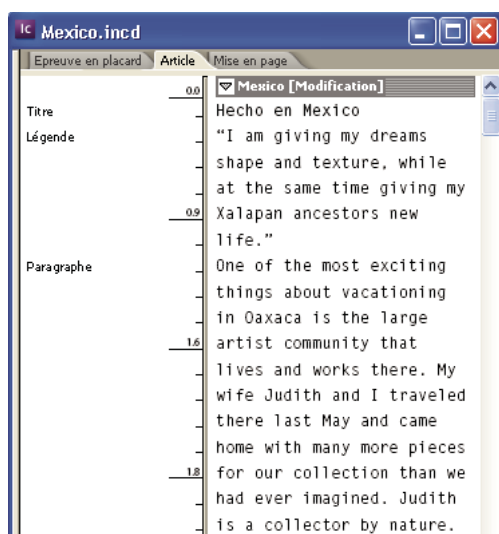 Ic Mexico.incd
Epreuve en placard Article Mise en page
0.0 Mexico [Modification]
Titre Hecho en Mexico
Légende “I am giving my dreams
shape and texture, while
at the same time giving my
0.9 Xalapan ancestors new
life.”
Paragraphe One of the most exciting
things about vacationing
in Oaxaca is the large
1.6 artist community that
lives and works there. My
wife Judith and I traveled
there last May and came
home with many more pieces
1.8 for our collection than we
had ever imagined. Judith
is a collector by nature.